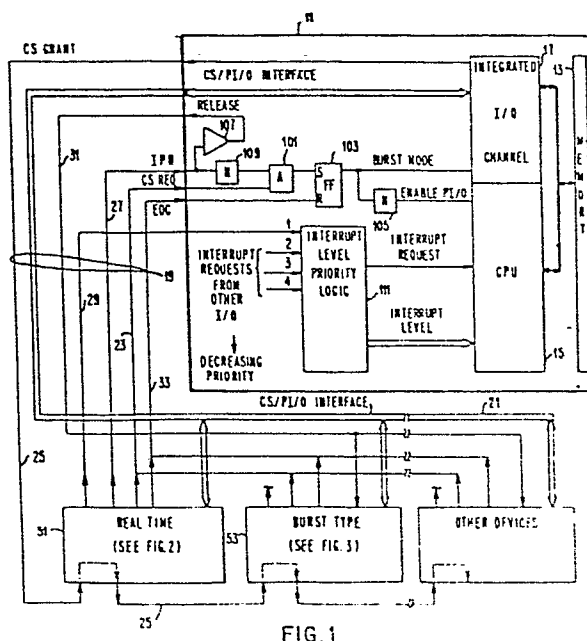 11
CS GRANT
17
INTEGRATED
I/O
CHANNEL
13
MEMORY
CS/PI/O INTERFACE
RELEASE
107
31
IPH
109
101
103
N
A
S
FF
R
BURST MODE
CS REQ
EOC
27
N
ENABLE PI/O
105
1
2
3
4
INTERRUPT
REQUESTS
FROM
OTHER
I/O
DECREASING
PRIORITY
INTERRUPT
LEVEL
PRIORITY
LOGIC
INTERRUPT
REQUEST
111
INTERRUPT
LEVEL
CPU
15
19
29
23
33
CS/PI/O INTERFACE
21
25
REAL TIME
(SEE FIG.2)
51
BURST TYPE
(SEE FIG.3)
53
OTHER DEVICES
25
FIG.1